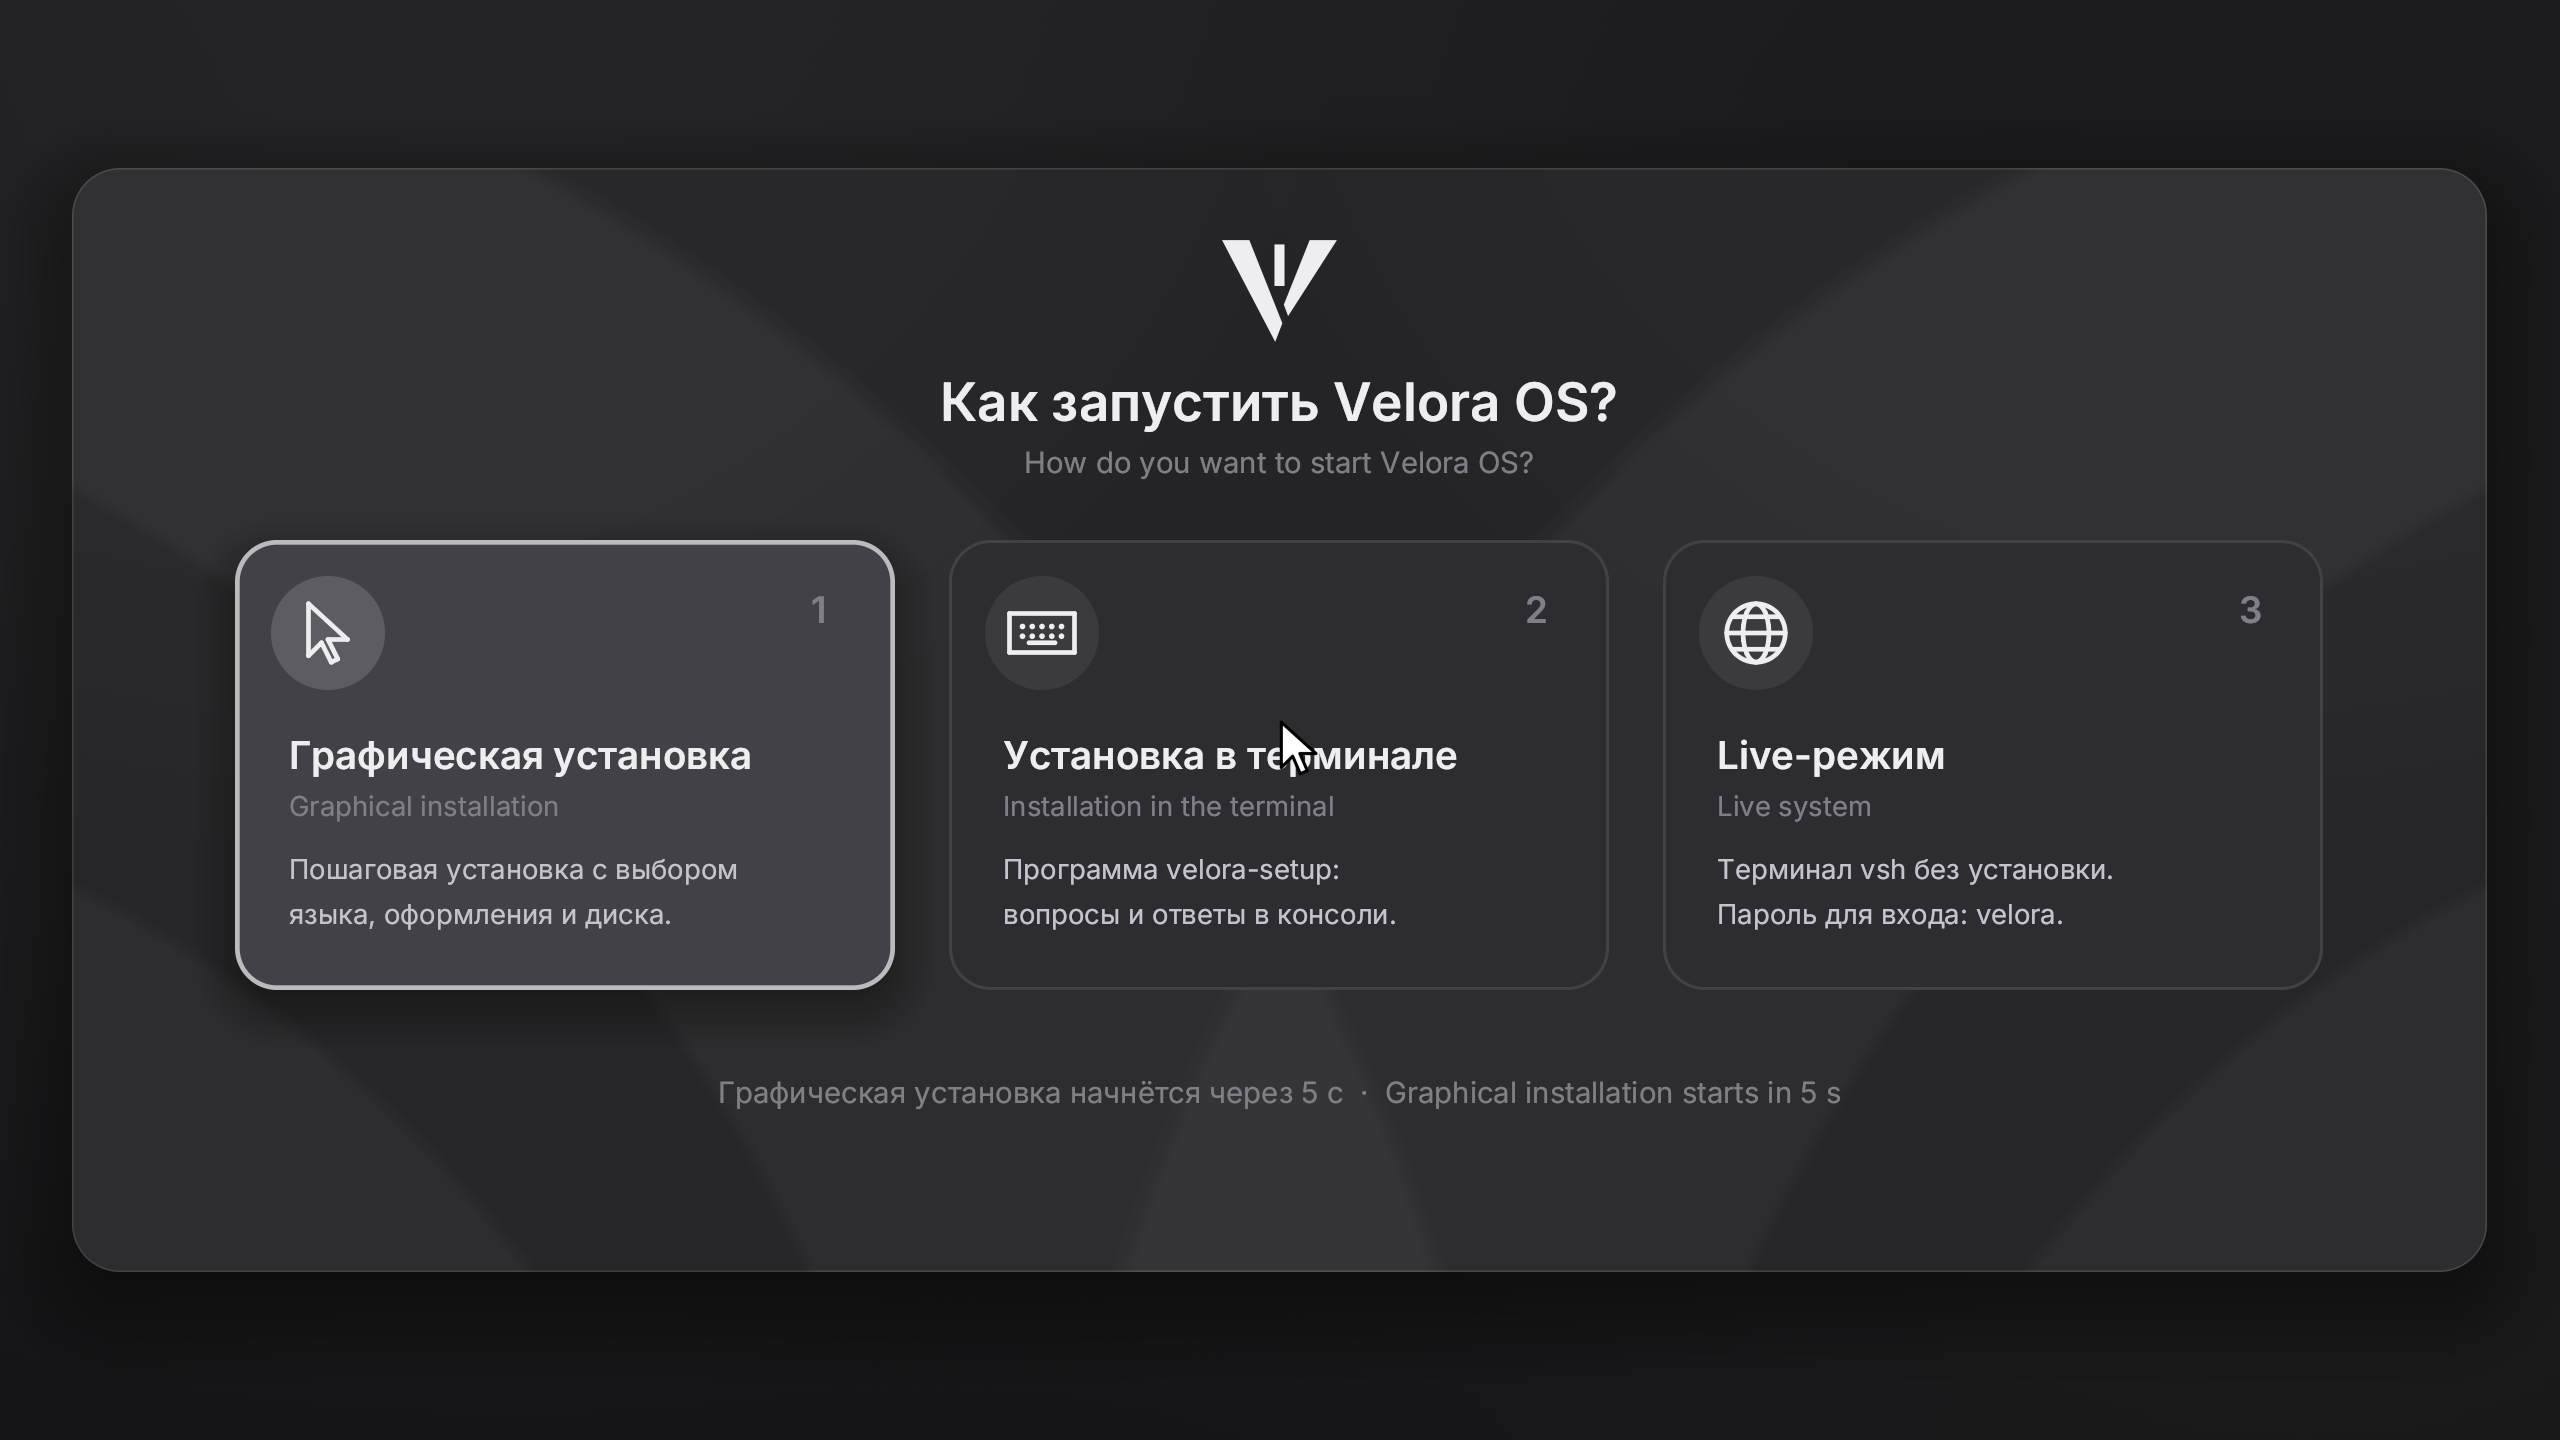 Как запустить Velora OS?
How do you want to start Velora OS?
1
Графическая установка
Graphical installation
Пошаговая установка с выбором
языка, оформления и диска.
2
Установка в терминале
Installation in the terminal
Программа velora-setup:
вопросы и ответы в консоли.
3
Live-режим
Live system
Терминал vsh без установки.
Пароль для входа: velora.
Графическая установка начнётся через 5 с · Graphical installation starts in 5 s